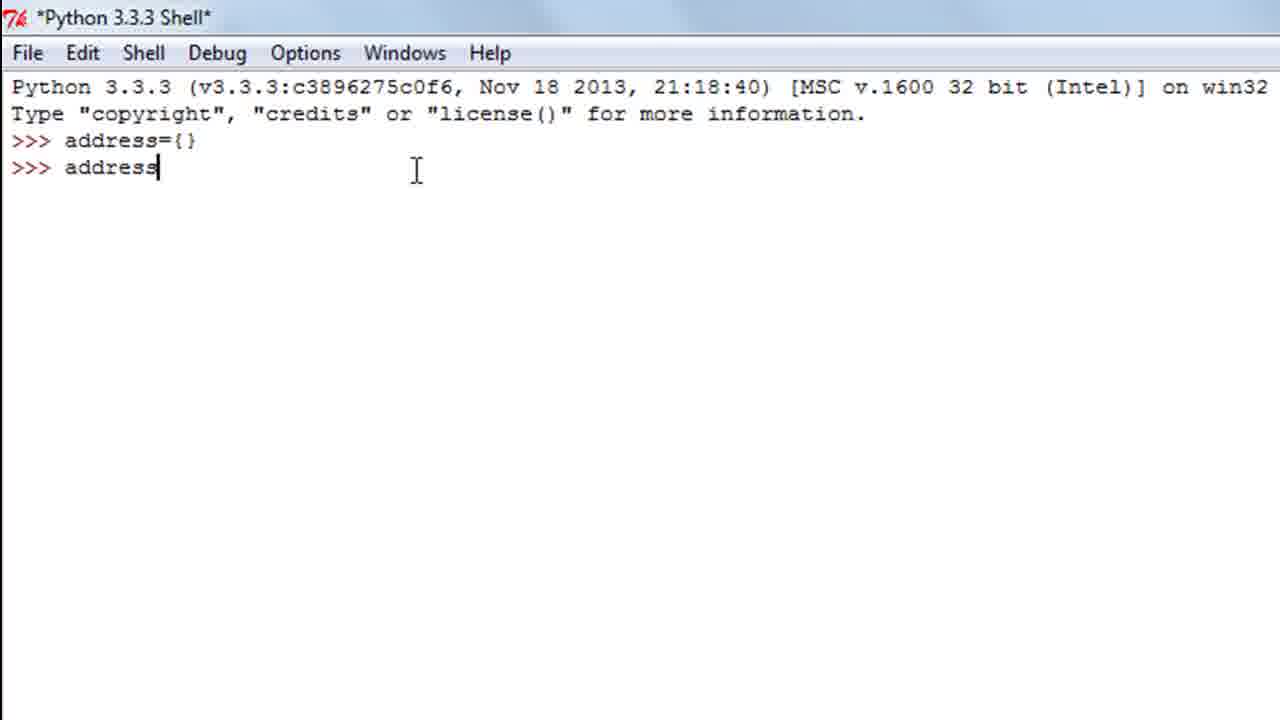 *Python 3.3.3 Shell*
File Edit Shell Debug Options Windows Help
Python 3.3.3 (v3.3.3:c3896275c0f6, Nov 18 2013, 21:18:40) [MSC v.1600 32 bit (Intel)] on win32
Type "copyright", "credits" or "license()" for more information.
>>> address={}
>>> address